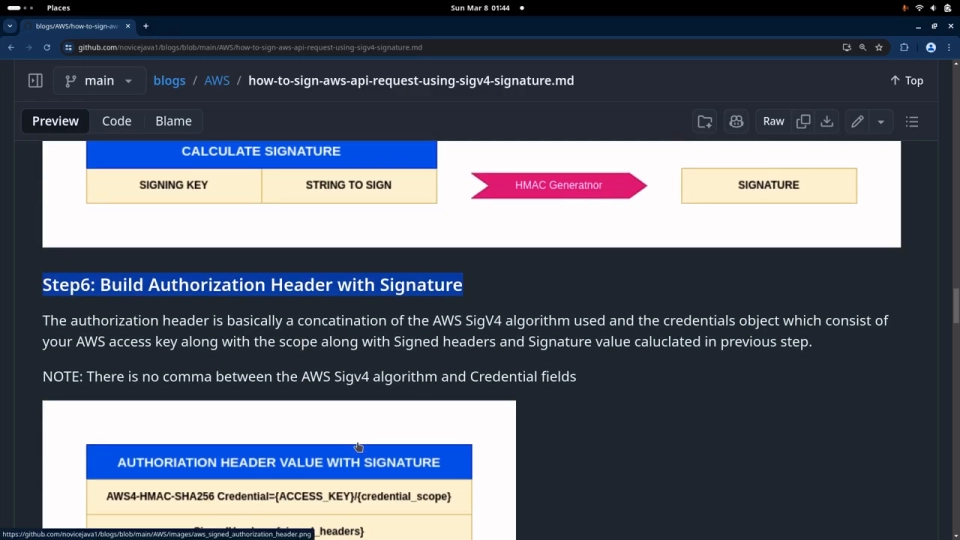 Places
Sun Mar 8 01:44
blogs/AWS/how-to-sign-aw
github.com/novicejava1/blogs/blob/main/AWS/how-to-sign-aws-api-request-using-sigv4-signature.md
main
blogs / AWS / how-to-sign-aws-api-request-using-sigv4-signature.md
Top
Preview
Code
Blame
Raw
CALCULATE SIGNATURE
SIGNING KEY
STRING TO SIGN
HMAC Generatnor
SIGNATURE
Step6: Build Authorization Header with Signature
The authorization header is basically a concatination of the AWS SigV4 algorithm used and the credentials object which consist of
your AWS access key along with the scope along with Signed headers and Signature value caluclated in previous step.
NOTE: There is no comma between the AWS Sigv4 algorithm and Credential fields
AUTHORIATION HEADER VALUE WITH SIGNATURE
AWS4-HMAC-SHA256 Credential={ACCESS_KEY}/{credential_scope}
_headers}
https://github.com/novicejava1/blogs/blob/main/AWS/images/aws_signed_authorization_header.png